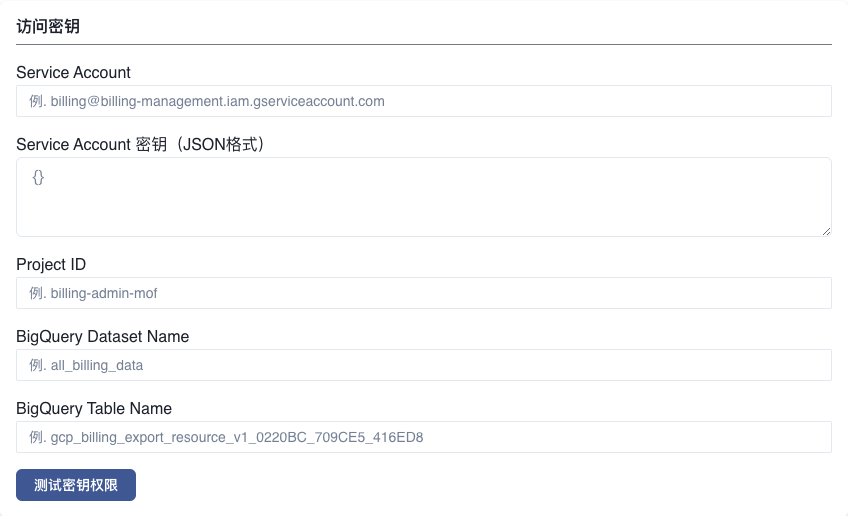 访问密钥
Service Account
例. billing@billing-management.iam.gserviceaccount.com
Service Account 密钥（JSON格式）
{}
Project ID
例. billing-admin-mof
BigQuery Dataset Name
例. all_billing_data
BigQuery Table Name
例. gcp_billing_export_resource_v1_0220BC_709CE5_416ED8
测试密钥权限